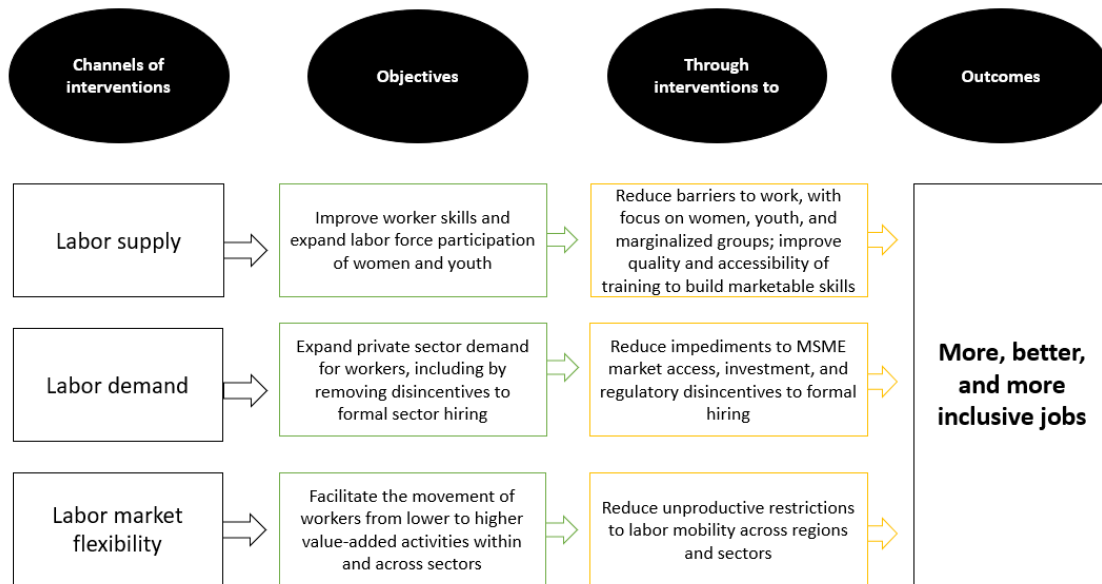 Channels of
interventions
Objectives
Through
interventions to
Outcomes
Labor supply
Improve worker skills and
expand labor force participation
of women and youth
Reduce barriers to work, with
focus on women, youth, and
marginalized groups; improve
quality and accessibility of
training to build marketable skills
Labor demand
Expand private sector demand
for workers, including by
removing disincentives to
formal sector hiring
Reduce impediments to MSME
market access, investment, and
regulatory disincentives to formal
hiring
Labor market
flexibility
Facilitate the movement of
workers from lower to higher
value-added activities within
and across sectors
Reduce unproductive restrictions
to labor mobility across regions
and sectors
More, better,
and more
inclusive jobs